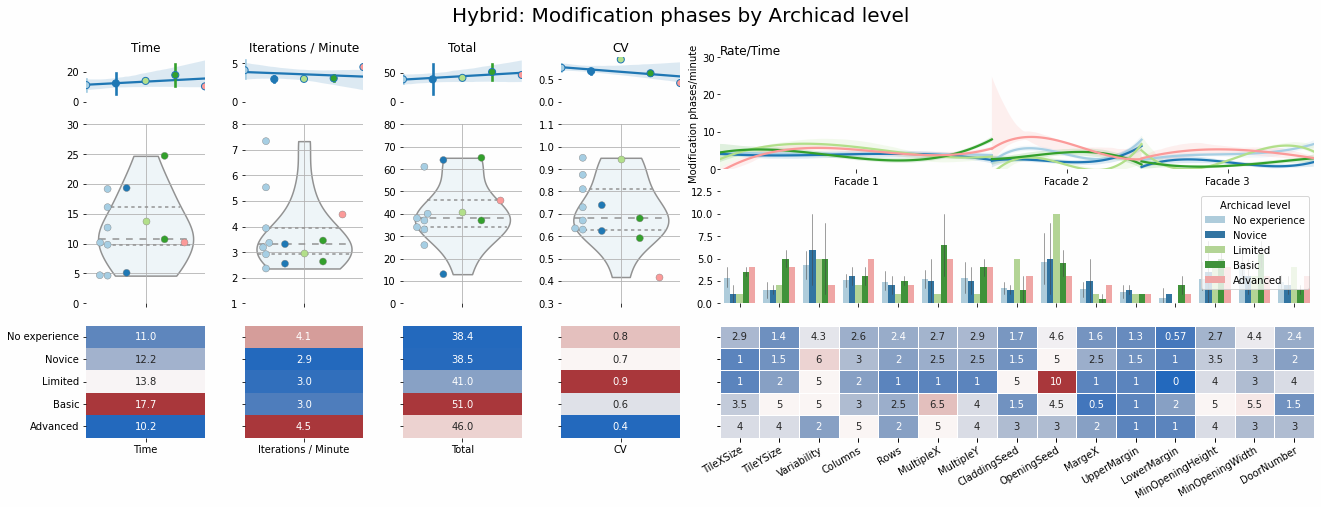 Hybrid: Modification phases by Archicad level
Time
Iterations / Minute
Total
CV
Rate/Time
20
0
5
0
50
0
0.5
0.0
Modification phases/minute
30
20
10
0
Facade 1
Facade 2
Facade 3
30
25
20
15
10
5
0
8
7
6
5
4
3
2
1
80
70
60
50
40
30
20
10
0
1.1
1.0
0.9
0.8
0.7
0.6
0.5
0.4
0.3
12.5
10.0
7.5
5.0
2.5
0.0
Archicad level
No experience
Novice
Limited
Basic
Advanced
No experience 11.0 4.1 38.4 0.8 2.9 1.4 4.3 2.6 2.4 2.7 2.9 1.7 4.6 1.6 1.3 0.57 2.7 4.4 2.4
Novice 12.2 2.9 38.5 0.7 1 1.5 6 3 2 2.5 2.5 1.5 5 2.5 1.5 1 3.5 3 2
Limited 13.8 3.0 41.0 0.9 1 2 5 2 1 1 1 5 10 1 1 0 4 3 4
Basic 17.7 3.0 51.0 0.6 3.5 5 5 3 2.5 6.5 4 1.5 4.5 0.5 1 2 5 5.5 1.5
Advanced 10.2 4.5 46.0 0.4 4 4 2 5 2 5 4 3 3 2 1 1 4 3 3
Time
Iterations / Minute
Total
CV
TileXSize
TileYSize
Variability
Columns
Rows
MultipleX
MultipleY
CladdingSeed
OpeningSeed
MargeX
UpperMargin
LowerMargin
MinOpeningHeight
MinOpeningWidth
DoorNumber